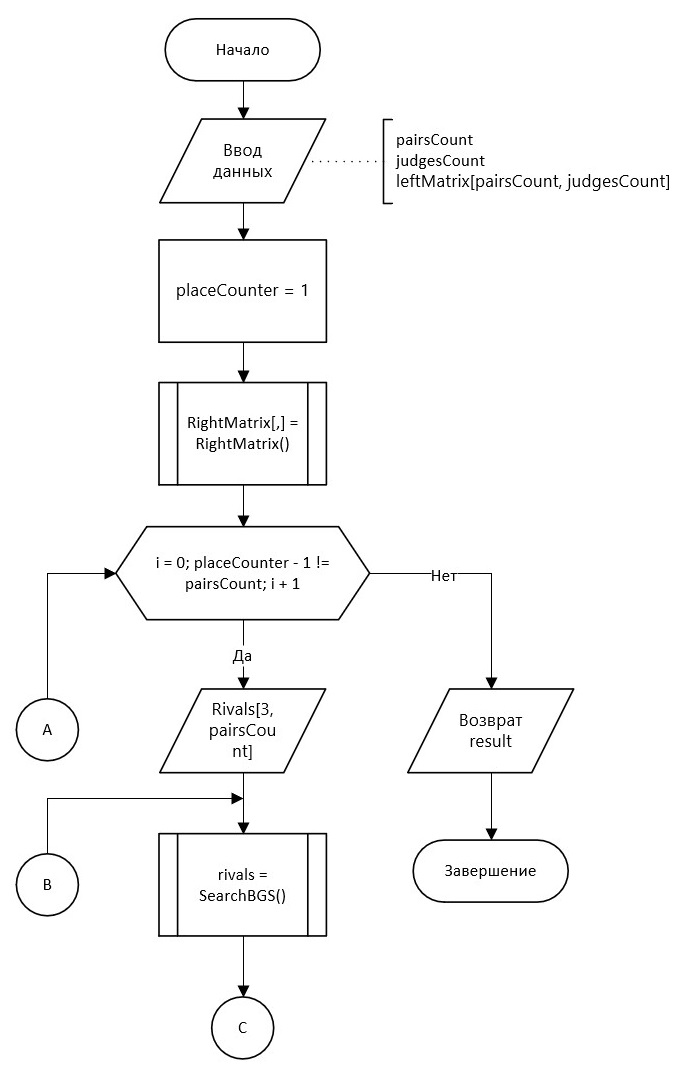 Начало
Ввод
данных
pairsCount
judgesCount
leftMatrix[pairsCount, judgesCount]
placeCounter = 1
RightMatrix[,] =
RightMatrix()
i = 0; placeCounter - 1 !=
pairsCount; i + 1
Нет
Да
A
Rivals[3,
pairsCou
nt]
Возврат
result
B
rivals =
SearchBGS()
Завершение
C